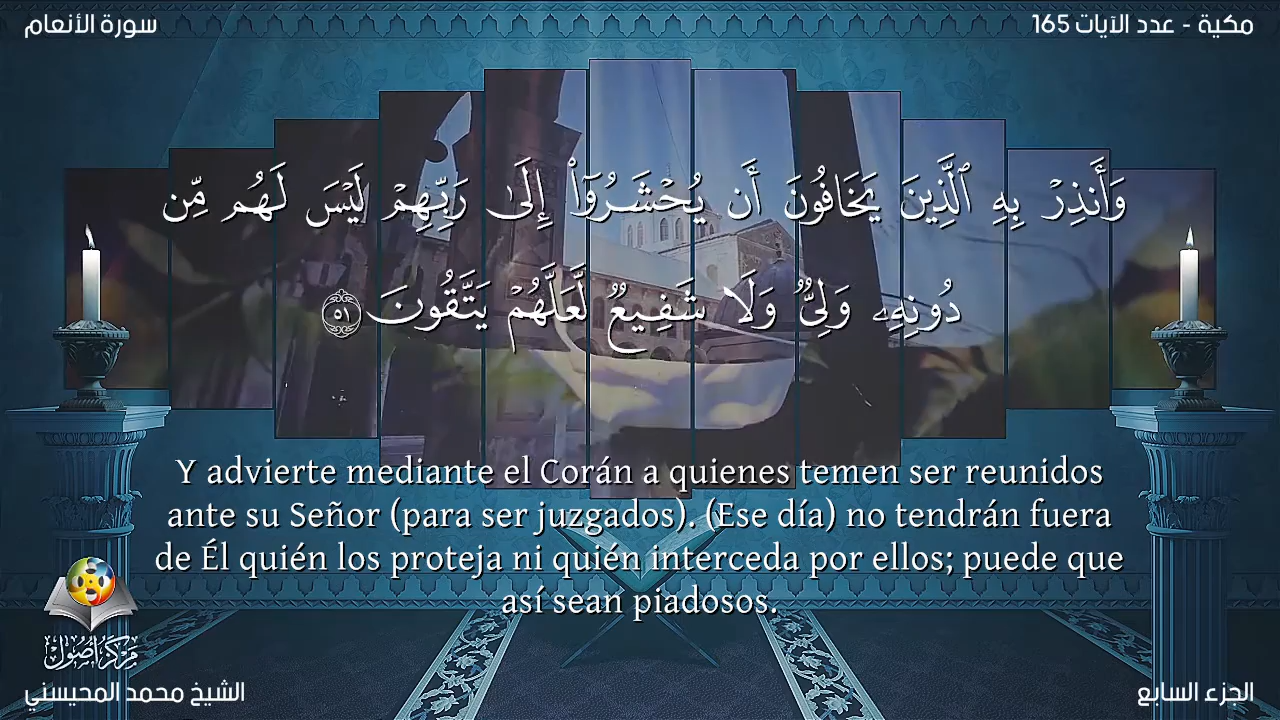 سورة الأنعام
مكية - عدد الآيات 165
وَأَنذِرْ بِهِ ٱلَّذِينَ يَخَافُونَ أَن يُحْشَرُوٓا۟ إِلَىٰ رَبِّهِمْ لَيْسَ لَهُم مِّن
دُونِهِۦ وَلِىٌّ وَلَا شَفِيعٌ لَّعَلَّهُمْ يَتَّقُونَ ٥١
Y advierte mediante el Corán a quienes temen ser reunidos
ante su Señor (para ser juzgados). (Ese día) no tendrán fuera
de Él quién los proteja ni quién interceda por ellos; puede que
así sean piadosos.
مركز أصول
الشيخ محمد المحيسني
الجزء السابع